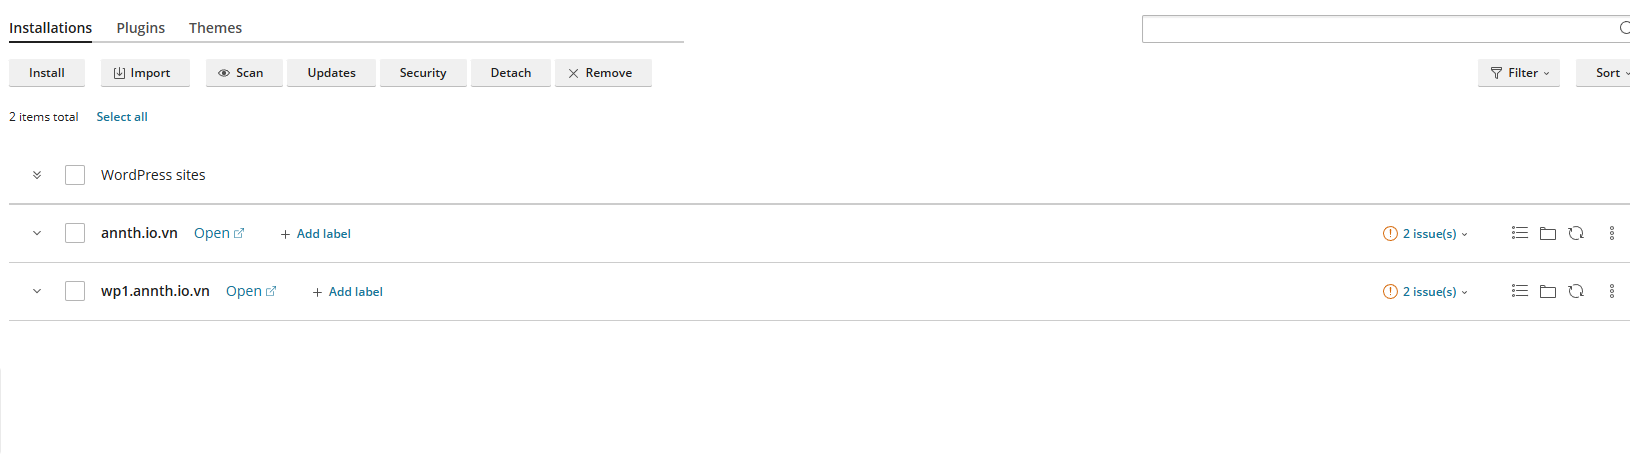 Installations Plugins Themes
Install Import Scan Updates Security Detach Remove Filter Sort
2 items total Select all
WordPress sites
annth.io.vn Open + Add label 2 issue(s)
wp1.annth.io.vn Open + Add label 2 issue(s)